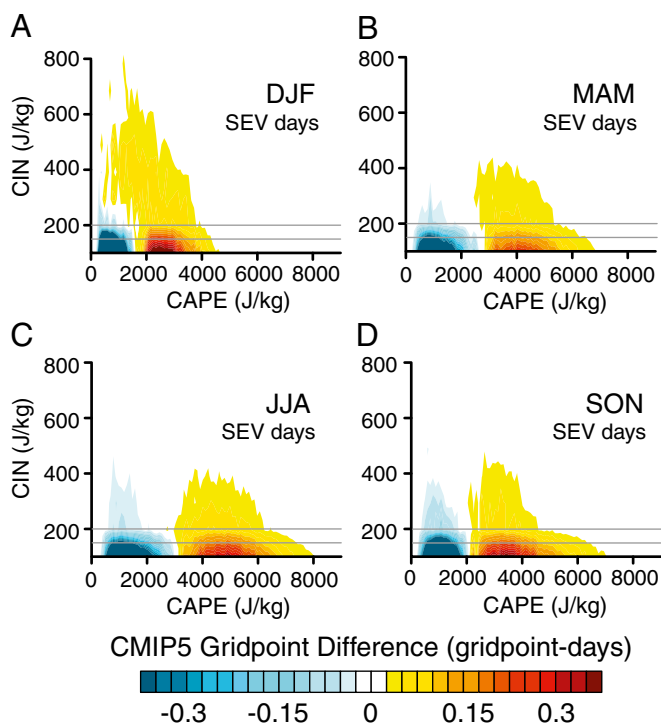 A
B
800
600
400
200
CIN (J/kg)
DJF
SEV days
0 2000 4000 6000 8000
CAPE (J/kg)
800
600
400
200
MAM
SEV days
0 2000 4000 6000 8000
CAPE (J/kg)
C
D
800
600
400
200
CIN (J/kg)
JJA
SEV days
0 2000 4000 6000 8000
CAPE (J/kg)
800
600
400
200
SON
SEV days
0 2000 4000 6000 8000
CAPE (J/kg)
CMIP5 Gridpoint Difference (gridpoint-days)
-0.3 -0.15 0 0.15 0.3